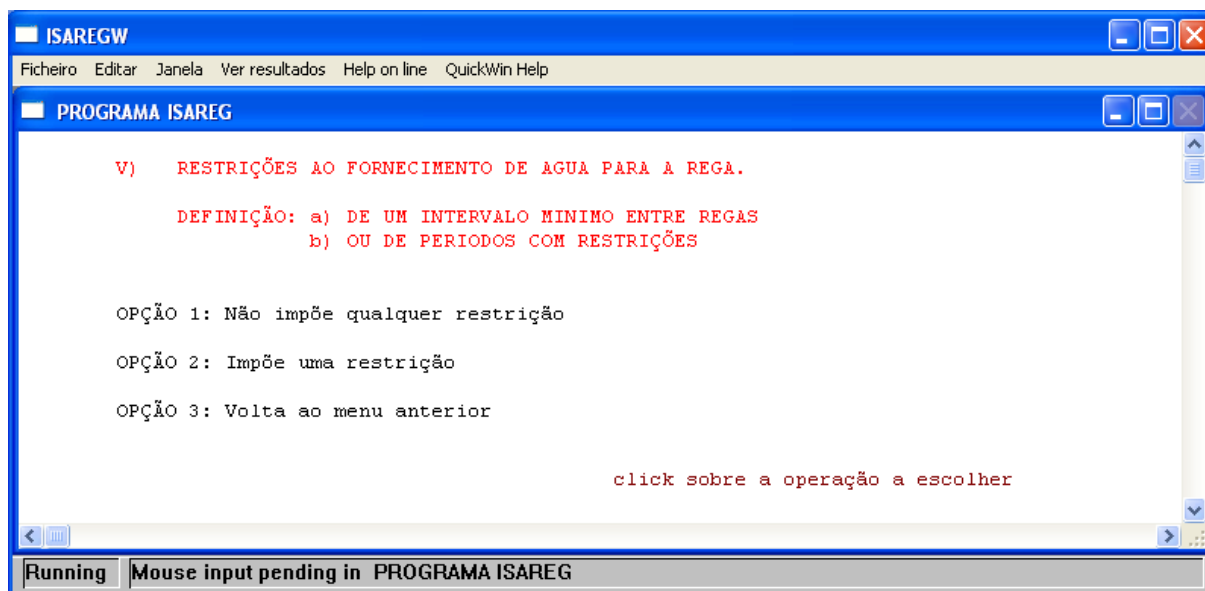 ISAREGW
Ficheiro Editar Janela Ver resultados Help on line QuickWin Help
PROGRAMA ISAREG
V) RESTRIÇÕES AO FORNECIMENTO DE AGUA PARA A REGA.
DEFINIÇÃO: a) DE UM INTERVALO MINIMO ENTRE REGAS
b) OU DE PERIODOS COM RESTRIÇÕES
OPÇÃO 1: Não impõe qualquer restrição
OPÇÃO 2: Impõe uma restrição
OPÇÃO 3: Volta ao menu anterior
click sobre a operação a escolher
Running Mouse input pending in PROGRAMA ISAREG